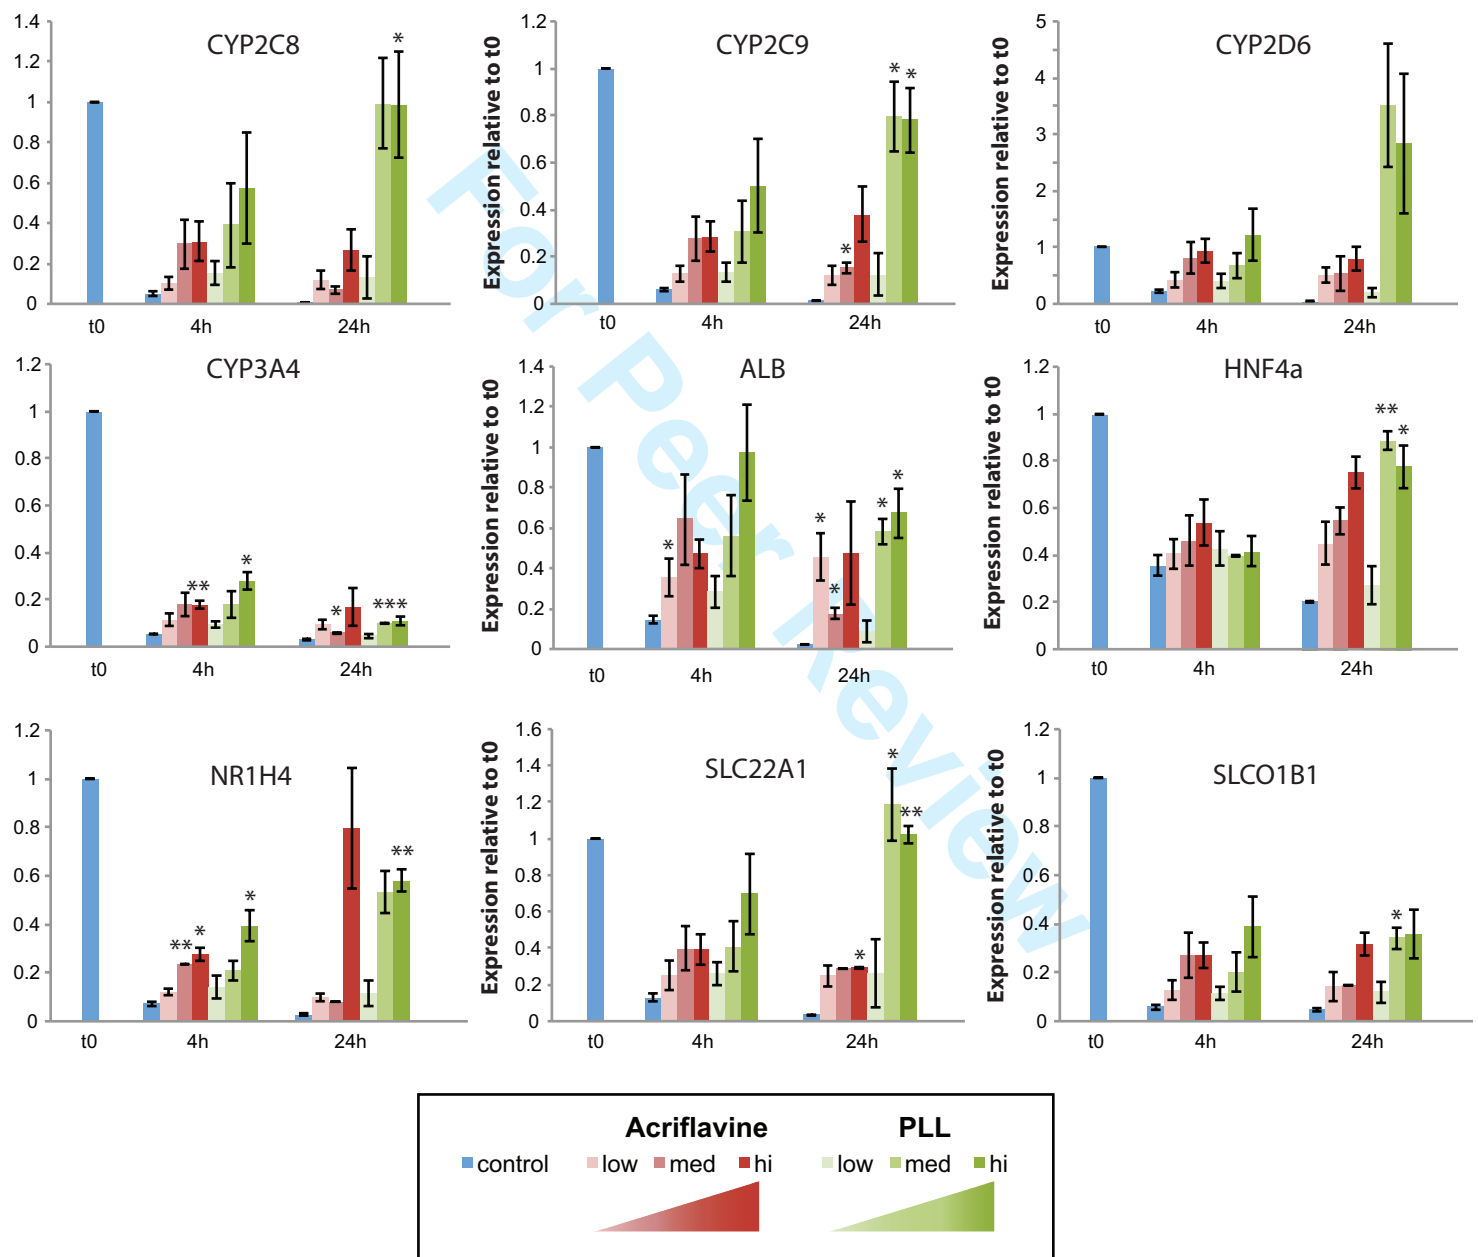 CYP2C8
1.4
1.2
1
0.8
0.6
0.4
0.2
0
*
t0 4h 24h
CYP2C9
Expression relative to t0
1.2
1
0.8
0.6
0.4
0.2
0
* * *
t0 4h 24h
CYP2D6
Expression relative to t0
5
4
3
2
1
0
t0 4h 24h
CYP3A4
1.2
1
0.8
0.6
0.4
0.2
0
** * * ***
t0 4h 24h
ALB
Expression relative to t0
1.4
1.2
1
0.8
0.6
0.4
0.2
0
* * * * *
t0 4h 24h
HNF4a
Expression relative to t0
1.2
1
0.8
0.6
0.4
0.2
0
** *
t0 4h 24h
NR1H4
1.2
1
0.8
0.6
0.4
0.2
0
** * * **
t0 4h 24h
SLC22A1
Expression relative to t0
1.6
1.4
1.2
1
0.8
0.6
0.4
0.2
0
* * **
t0 4h 24h
SLCO1B1
Expression relative to t0
1.2
1
0.8
0.6
0.4
0.2
0
*
t0 4h 24h
For Peer Review
Acriflavine PLL
control low med hi low med hi